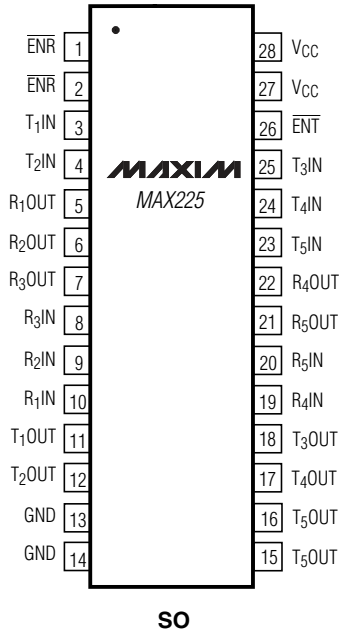 ENR 1 28 VCC
ENR 2 27 VCC
T1IN 3 26 ENT
T2IN 4 MAXIM 25 T3IN
R1OUT 5 MAX225 24 T4IN
R2OUT 6 23 T5IN
R3OUT 7 22 R4OUT
R3IN 8 21 R5OUT
R2IN 9 20 R5IN
R1IN 10 19 R4IN
T1OUT 11 18 T3OUT
T2OUT 12 17 T4OUT
GND 13 16 T5OUT
GND 14 15 T5OUT
SO